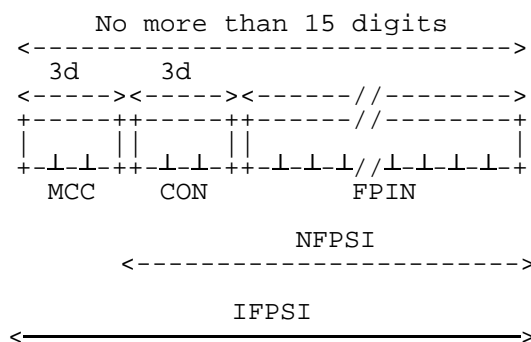 No more than 15 digits
<------------------------------>
3d 3d
<------><------><-------//-------->
+-----++-----++-------//--------+
| || || |
+-┴-┴-++-┴-┴-++-┴-┴-┴//┴-┴-┴-┴-+
MCC CON FPIN
NFPSI
<------------------------>
IFPSI
<------------------------------>